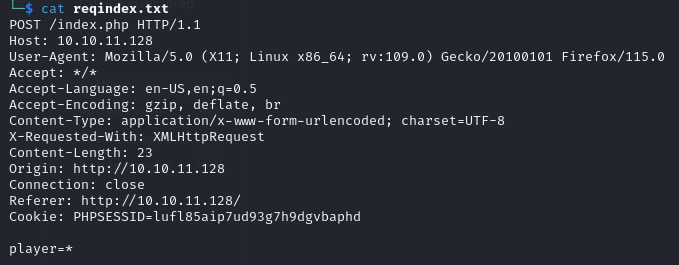 $ cat reqindex.txt
POST /index.php HTTP/1.1
Host: 10.10.11.128
User-Agent: Mozilla/5.0 (X11; Linux x86_64; rv:109.0) Gecko/20100101 Firefox/115.0
Accept: */*
Accept-Language: en-US,en;q=0.5
Accept-Encoding: gzip, deflate, br
Content-Type: application/x-www-form-urlencoded; charset=UTF-8
X-Requested-With: XMLHttpRequest
Content-Length: 23
Origin: http://10.10.11.128
Connection: close
Referer: http://10.10.11.128/
Cookie: PHPSESSID=lufl85aip7ud93g7h9dgvbaphd
player=*